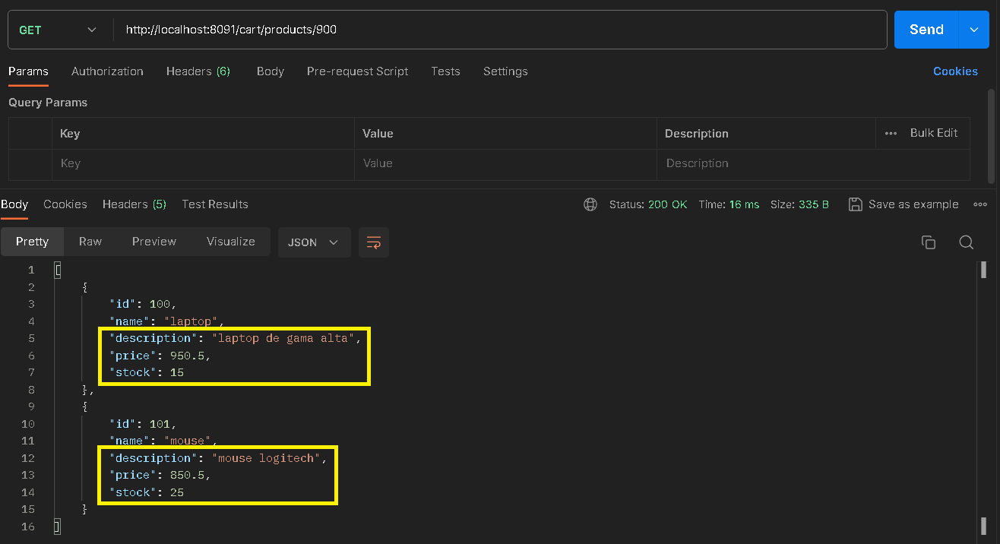 GET http://localhost:8091/cart/products/900 Send
Params Authorization Headers (6) Body Pre-request Script Tests Settings Cookies
Query Params
Key Value Description ••• Bulk Edit
Key Value Description
Body Cookies Headers (5) Test Results Status: 200 OK Time: 16 ms Size: 335 B Save as example •••
Pretty Raw Preview Visualize JSON
1 [
2 {
3 "id": 100,
4 "name": "laptop",
5 "description": "laptop de gama alta",
6 "price": 950.5,
7 "stock": 15
8 },
9 {
10 "id": 101,
11 "name": "mouse",
12 "description": "mouse logitech",
13 "price": 850.5,
14 "stock": 25
15 }
16 ]